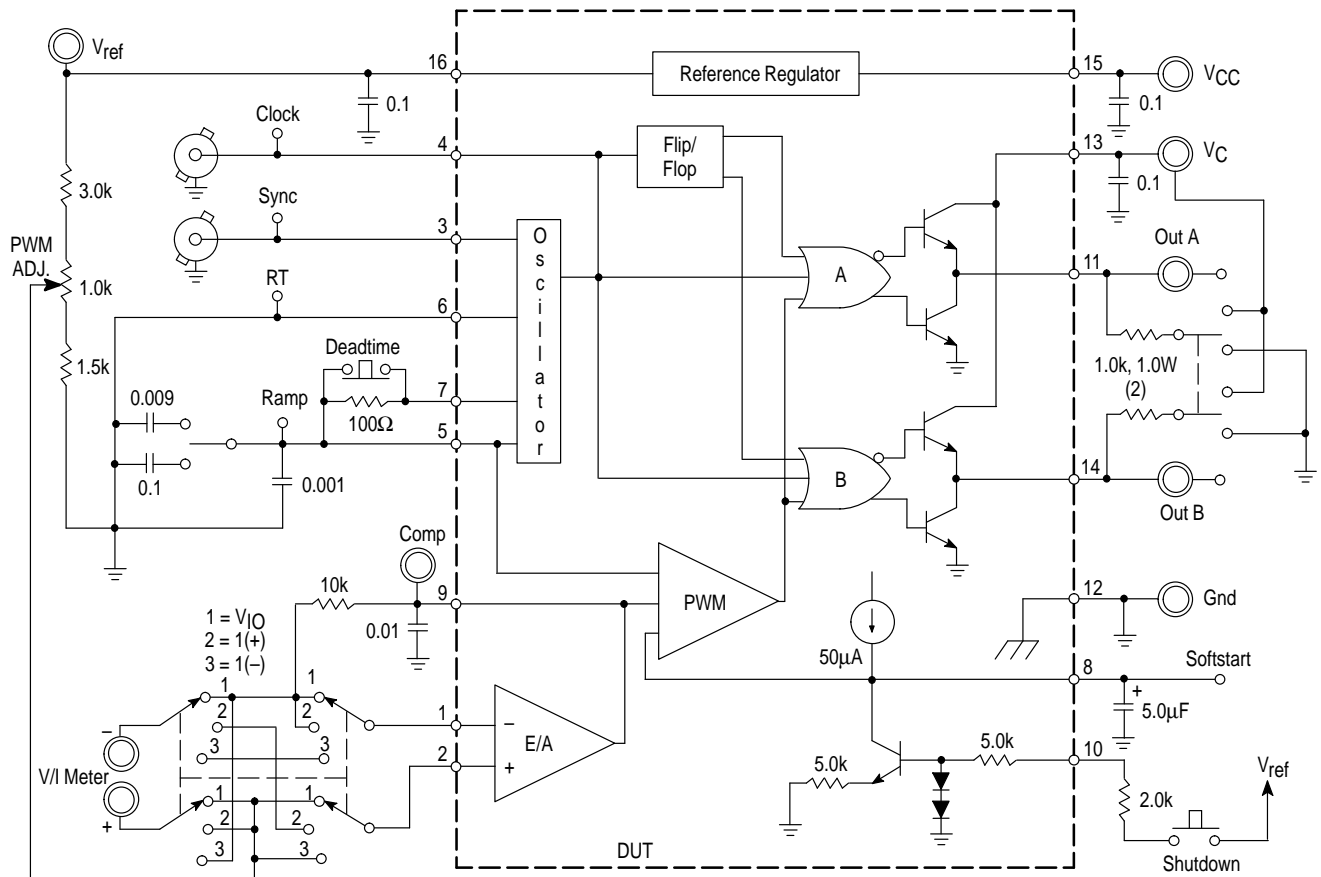 Vref
16
Reference Regulator
15
VCC
0.1
0.1
Clock
4
Flip/
Flop
13
VC
0.1
3.0k
Sync
3
PWM
ADJ.
1.0k
RT
6
Oscillator
A
11
Out A
1.5k
Deadtime
7
100Ω
0.009
Ramp
5
0.1
0.001
1.0k, 1.0W
(2)
B
14
Out B
Comp
10k
9
0.01
PWM
12
Gnd
50µA
8
Softstart
+
5.0µF
1 = VIO
2 = 1(+)
3 = 1(–)
1
1
2
2
3
3
–
V/I Meter
+
1
1
2
2
3
3
1
–
E/A
2
+
5.0k
5.0k
10
2.0k
Vref
Shutdown
DUT